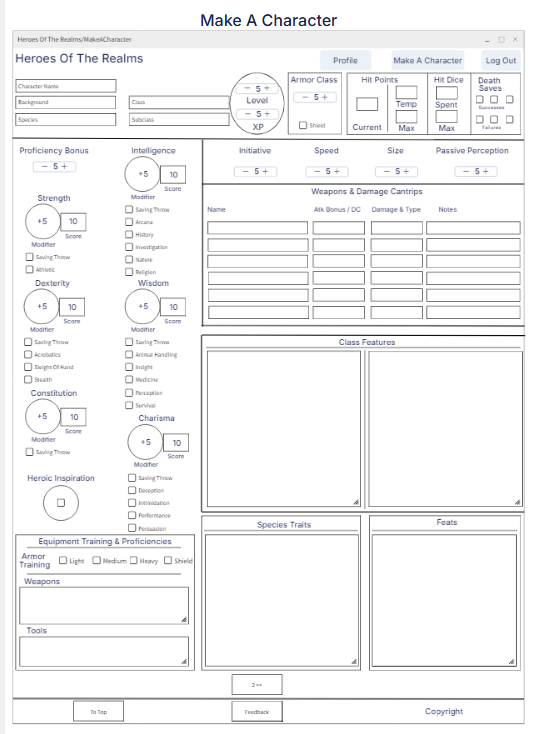 Make A Character
Heroes Of The Realms/MakeACharacter
Heroes Of The Realms
Profile
Make A Character
Log Out
Character Name
Background
Class
Species
Subclass
− 5 +
Level
− 5 +
XP
Armor Class
− 5 +
Shield
Hit Points
Current
Temp
Max
Hit Dice
Spent
Max
Death
Saves
Successes
Failures
Proficiency Bonus
− 5 +
Strength
+5
10
Score
Modifier
Saving Throw
Athletic
Dexterity
+5
10
Score
Modifier
Saving Throw
Acrobatics
Sleight Of Hand
Stealth
Constitution
+5
10
Score
Modifier
Saving Throw
Heroic Inspiration
Intelligence
+5
10
Score
Modifier
Saving Throw
Arcana
History
Investigation
Nature
Religion
Wisdom
+5
10
Score
Modifier
Saving Throw
Animal Handling
Insight
Medicine
Perception
Survival
Charisma
+5
10
Score
Modifier
Saving Throw
Deception
Intimidation
Performance
Persuasion
Equipment Training & Proficiencies
Armor
Training
Light
Medium
Heavy
Shield
Weapons
Tools
Initiative
Speed
Size
Passive Perception
− 5 +
− 5 +
− 5 +
− 5 +
Weapons & Damage Cantrips
Name
Atk Bonus / DC
Damage & Type
Notes
Class Features
Species Traits
Feats
To Top
Feedback
Copyright